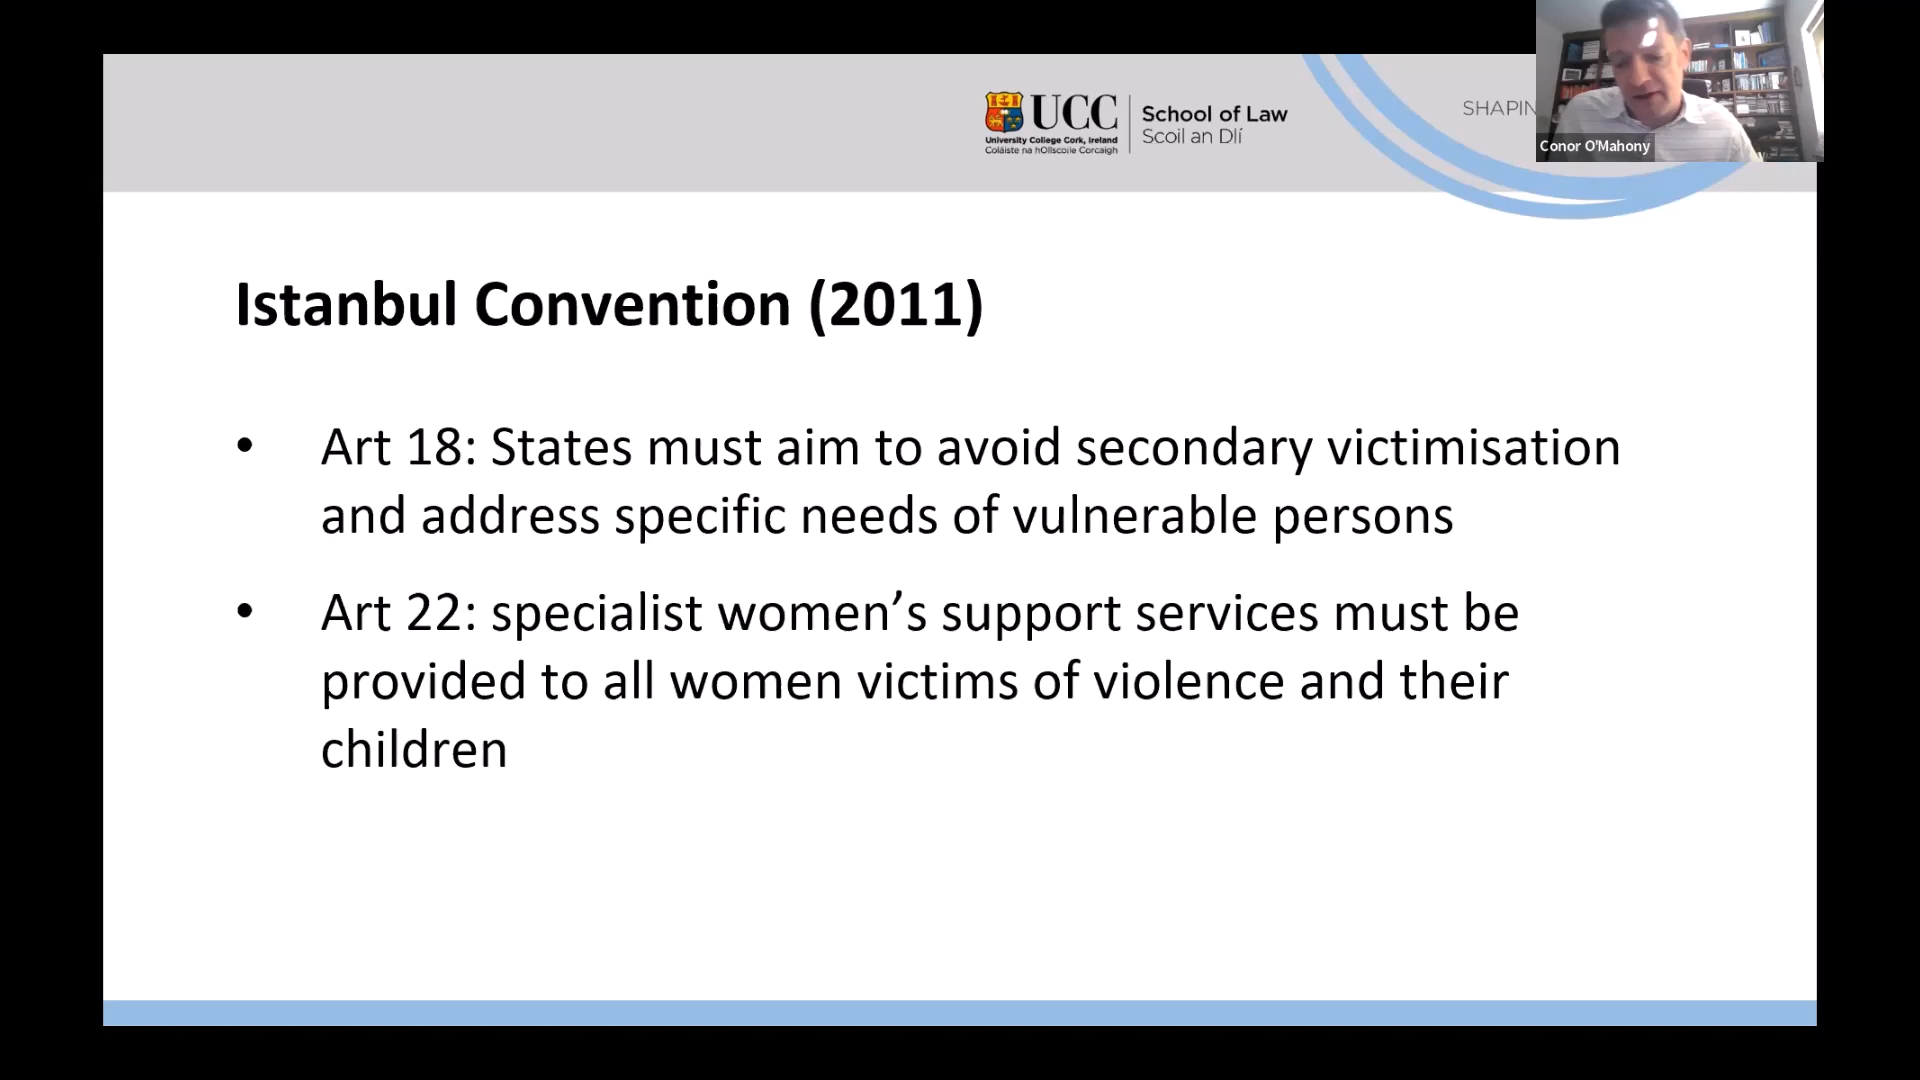 UCC
University College Cork, Ireland
Coláiste na hOllscoile Corcaigh
School of Law
Scoil an Dlí
Conor O'Mahony
Istanbul Convention (2011)
• Art 18: States must aim to avoid secondary victimisation
and address specific needs of vulnerable persons
• Art 22: specialist women’s support services must be
provided to all women victims of violence and their
children